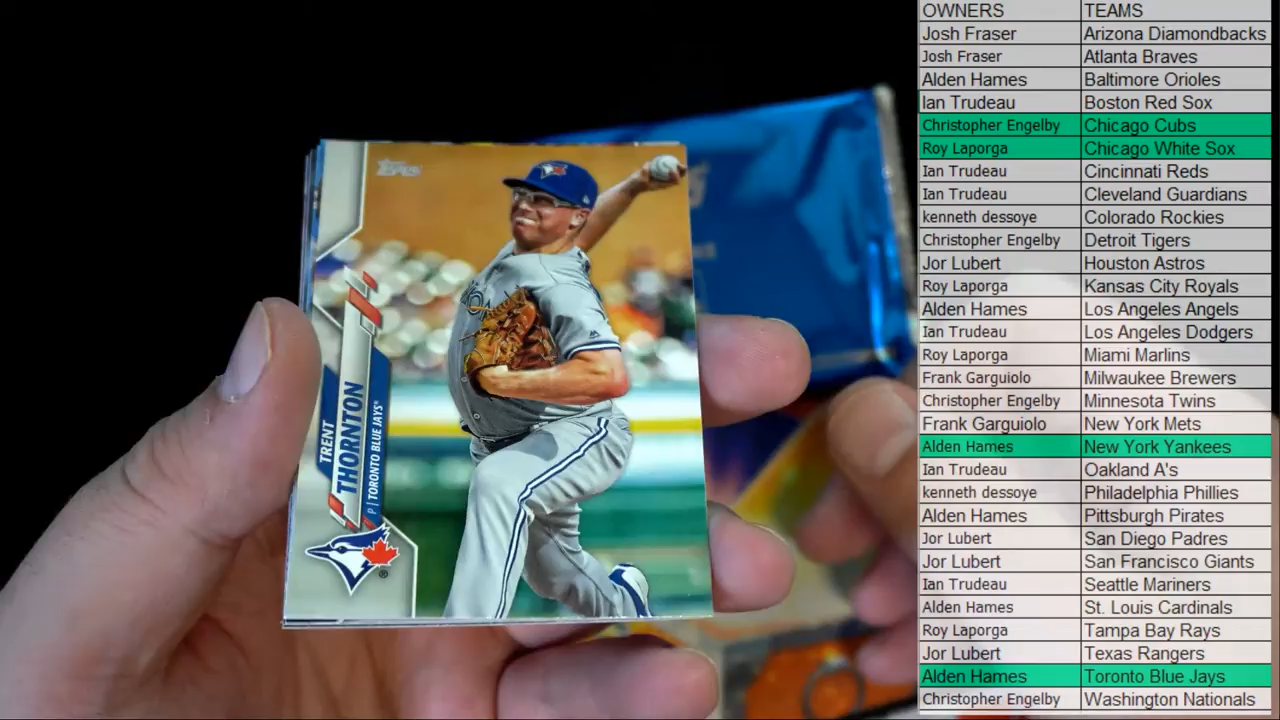 Topps
TRENT
THORNTON
P | TORONTO BLUE JAYS®
®
OWNERS TEAMS
Josh Fraser Arizona Diamondbacks
Josh Fraser Atlanta Braves
Alden Hames Baltimore Orioles
Ian Trudeau Boston Red Sox
Christopher Engelby Chicago Cubs
Roy Laporga Chicago White Sox
Ian Trudeau Cincinnati Reds
Ian Trudeau Cleveland Guardians
kenneth dessoye Colorado Rockies
Christopher Engelby Detroit Tigers
Jor Lubert Houston Astros
Roy Laporga Kansas City Royals
Alden Hames Los Angeles Angels
Ian Trudeau Los Angeles Dodgers
Roy Laporga Miami Marlins
Frank Garguiolo Milwaukee Brewers
Christopher Engelby Minnesota Twins
Frank Garguiolo New York Mets
Alden Hames New York Yankees
Ian Trudeau Oakland A's
kenneth dessoye Philadelphia Phillies
Alden Hames Pittsburgh Pirates
Jor Lubert San Diego Padres
Jor Lubert San Francisco Giants
Ian Trudeau Seattle Mariners
Alden Hames St. Louis Cardinals
Roy Laporga Tampa Bay Rays
Jor Lubert Texas Rangers
Alden Hames Toronto Blue Jays
Christopher Engelby Washington Nationals